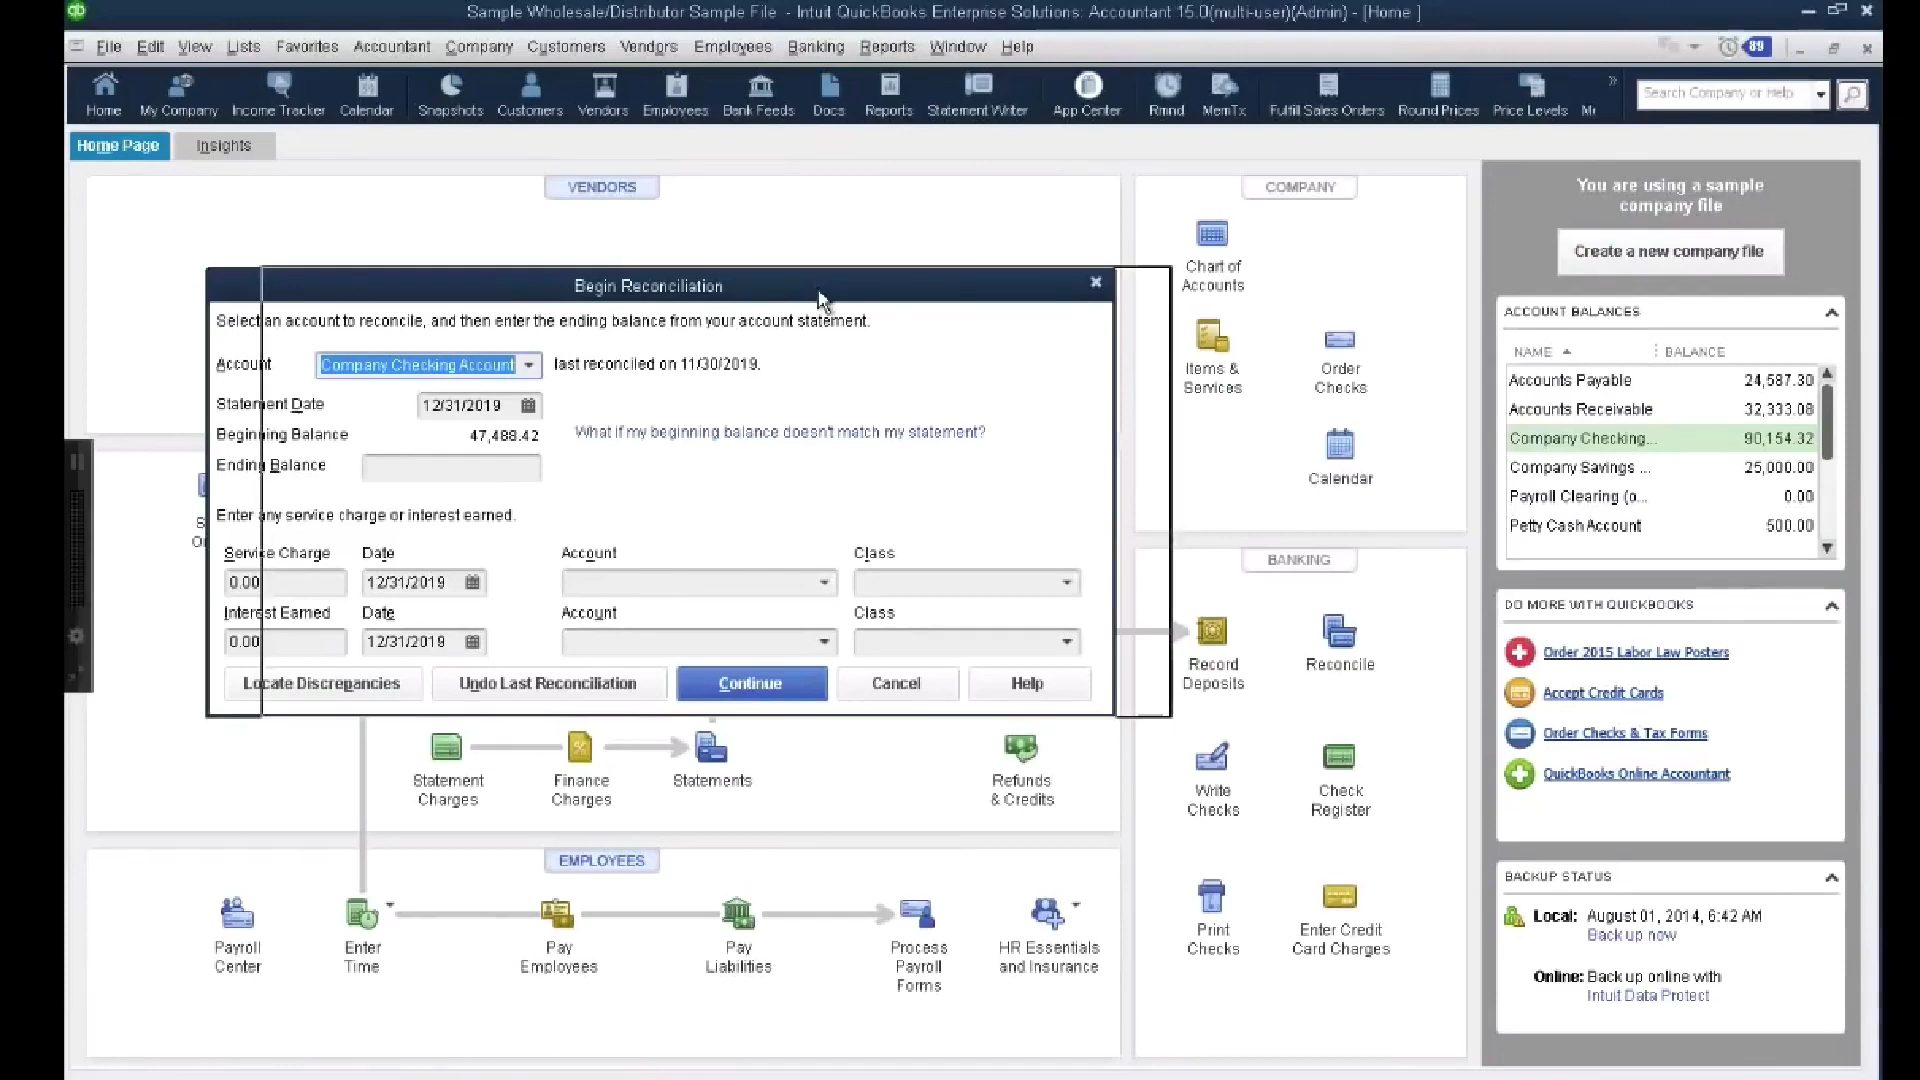 Sample Wholesale/Distributor Sample File - Intuit QuickBooks Enterprise Solutions: Accountant 15.0(multi-user)(Admin) - [Home ]
File Edit View Lists Favorites Accountant Company Customers Vendors Employees Banking Reports Window Help
89
Home My Company Income Tracker Calendar Snapshots Customers Vendors Employees Bank Feeds Docs Reports Statement Writer App Center Rmnd MemTx Fulfill Sales Orders Round Prices Price Levels
Search Company or Help
Home Page Insights
VENDORS
COMPANY
Chart of
Accounts
Items &
Services
Order
Checks
Calendar
Begin Reconciliation
Select an account to reconcile, and then enter the ending balance from your account statement.
Account Company Checking Account last reconciled on 11/30/2019.
Statement Date 12/31/2019
Beginning Balance 47,488.42 What if my beginning balance doesn't match my statement?
Ending Balance
Enter any service charge or interest earned.
Service Charge Date Account Class
0.00 12/31/2019
Interest Earned Date Account Class
0.00 12/31/2019
Locate Discrepancies Undo Last Reconciliation Continue Cancel Help
Statement
Charges
Finance
Charges
Statements
Refunds
& Credits
BANKING
Record
Deposits
Reconcile
Write
Checks
Check
Register
Print
Checks
Enter Credit
Card Charges
EMPLOYEES
Payroll
Center
Enter
Time
Pay
Employees
Pay
Liabilities
Process
Payroll
Forms
HR Essentials
and Insurance
You are using a sample
company file
Create a new company file
ACCOUNT BALANCES
NAME BALANCE
Accounts Payable 24,587.30
Accounts Receivable 32,333.08
Company Checking... 90,154.32
Company Savings ... 25,000.00
Payroll Clearing (o... 0.00
Petty Cash Account 500.00
DO MORE WITH QUICKBOOKS
Order 2015 Labor Law Posters
Accept Credit Cards
Order Checks & Tax Forms
QuickBooks Online Accountant
BACKUP STATUS
Local: August 01, 2014, 6:42 AM
Back up now
Online: Back up online with
Intuit Data Protect